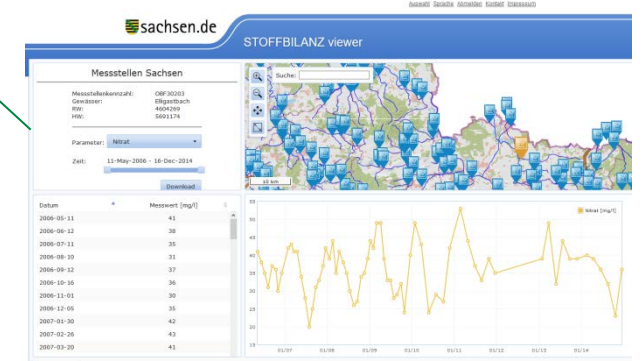 Auswahl Sprache Abmelden Kontakt Impressum
sachsen.de
STOFFBILANZ viewer
Messstellen Sachsen
Messstellenkennzahl: OBF30203
Gewässer: Elligastbach
RW: 4604269
HW: 5691174
Parameter: Nitrat
Zeit: 11-May-2006 - 16-Dec-2014
Download
Suche:
10 km
Datum Messwert [mg/l]
2006-05-11 41
2006-06-12 38
2006-07-11 35
2006-08-10 31
2006-09-12 37
2006-10-16 36
2006-11-01 30
2006-12-05 35
2007-01-30 42
2007-02-26 43
2007-03-20 41
Nitrat [mg/l]
55
50
45
40
35
30
25
20
15
01/07 01/08 01/09 01/10 01/11 01/12 01/13 01/14